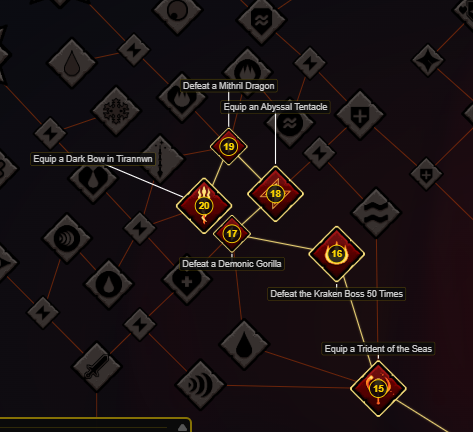 Defeat a Mithril Dragon
Equip an Abyssal Tentacle
19
Equip a Dark Bow in Tirannwn
18
20
17
Defeat a Demonic Gorilla
16
Defeat the Kraken Boss 50 Times
Equip a Trident of the Seas
15